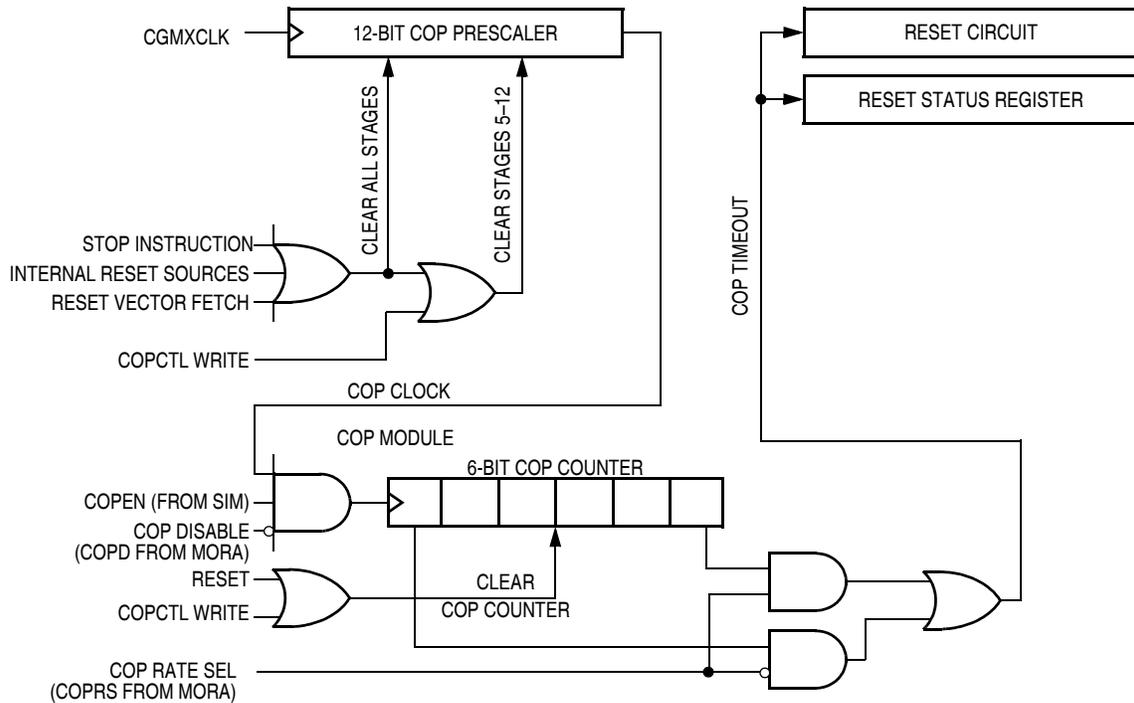 CGMXCLK
12-BIT COP PRESCALER
RESET CIRCUIT
RESET STATUS REGISTER
CLEAR ALL STAGES
CLEAR STAGES 5–12
STOP INSTRUCTION
INTERNAL RESET SOURCES
RESET VECTOR FETCH
COPCTL WRITE
COP TIMEOUT
COP CLOCK
COP MODULE
6-BIT COP COUNTER
COPEN (FROM SIM)
COP DISABLE
(COPD FROM MORA)
RESET
COPCTL WRITE
CLEAR
COP COUNTER
COP RATE SEL
(COPRS FROM MORA)